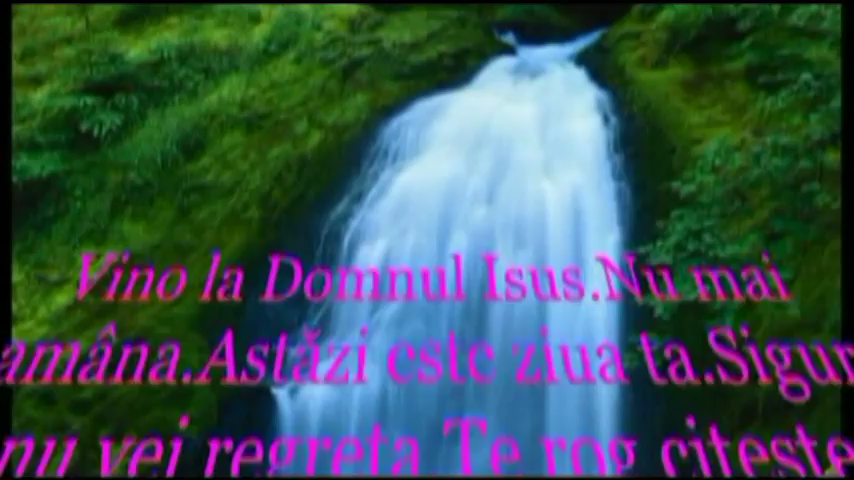 Vino la Domnul Isus.Nu mai
amâna.Astăzi este ziua ta.Sigur
nu vei regreta.Te rog citeste